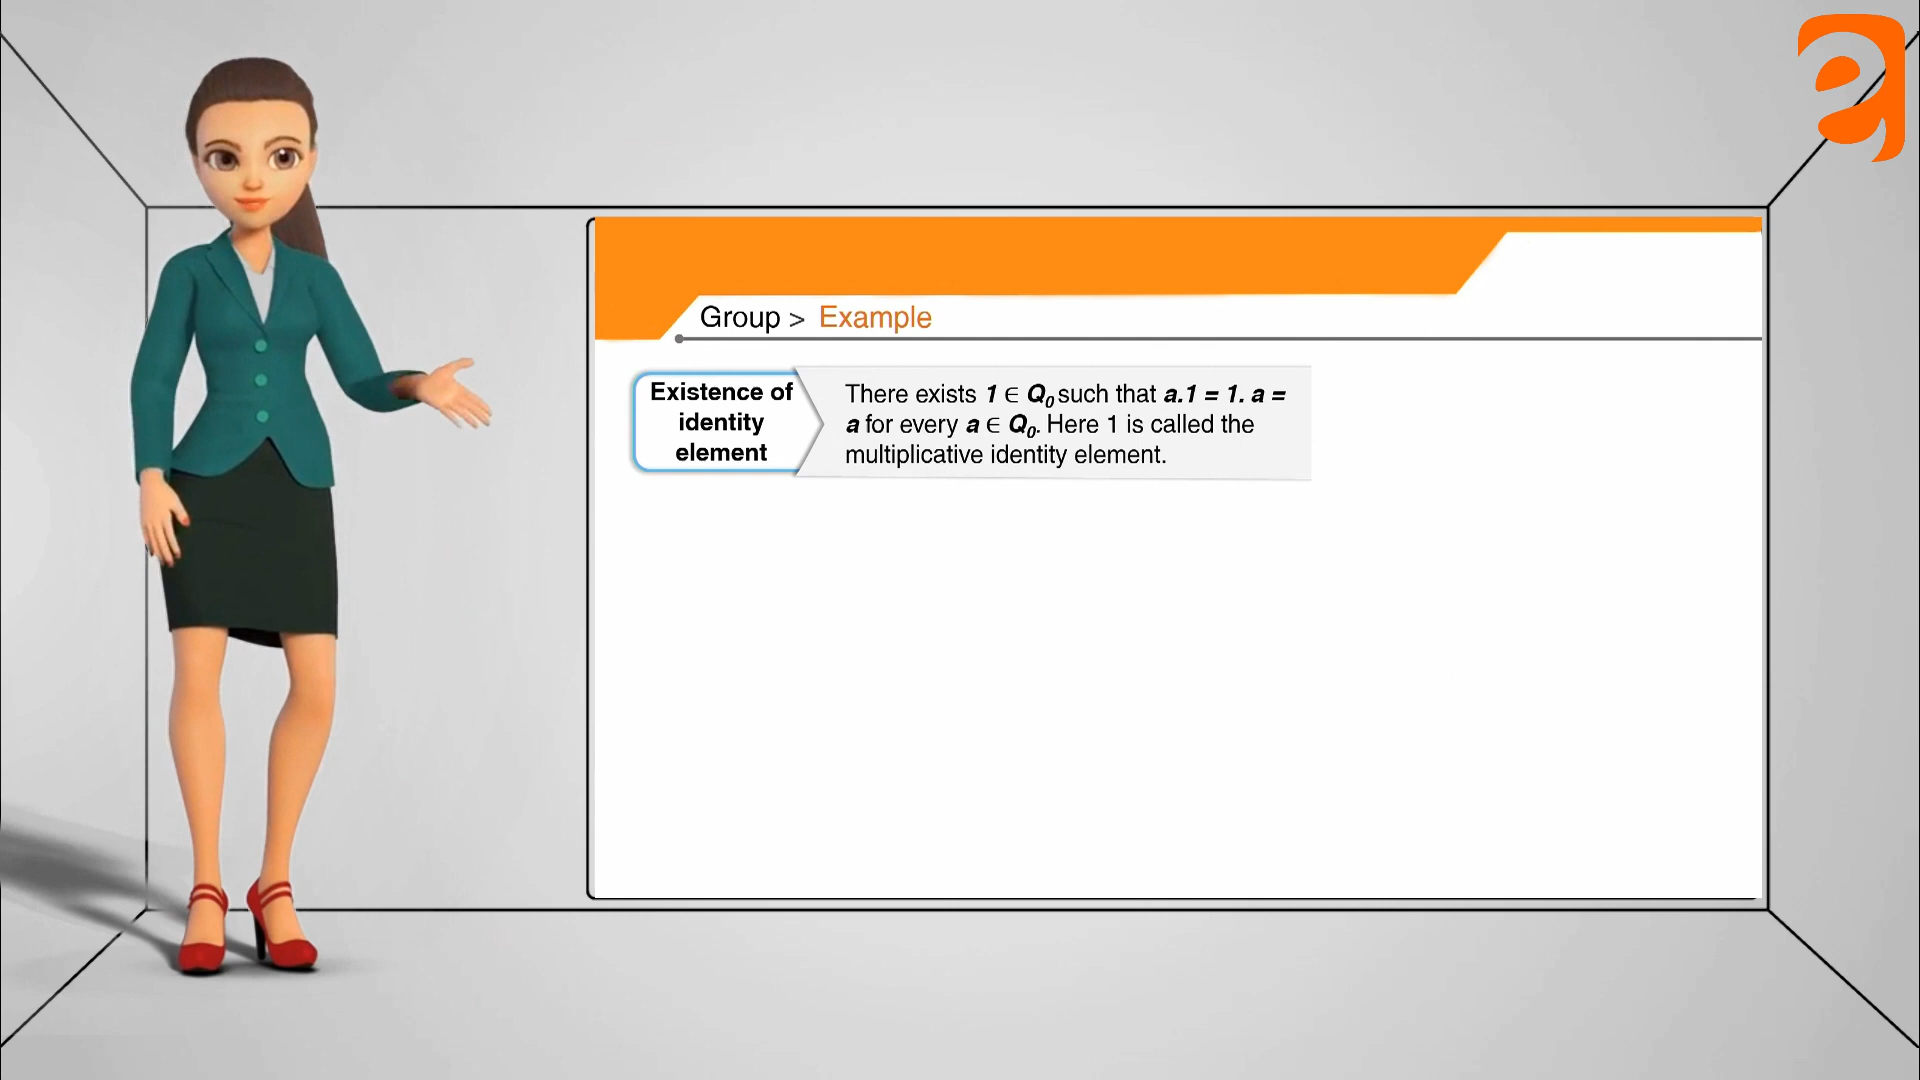 Group > Example
Existence of
identity
element
There exists 1 ∈ Q₀ such that a.1 = 1. a =
a for every a ∈ Q₀. Here 1 is called the
multiplicative identity element.